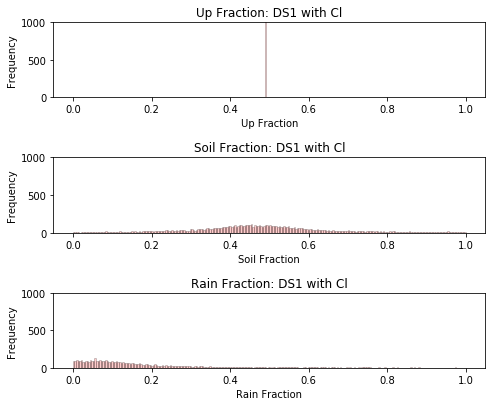 Up Fraction: DS1 with Cl
1000
500
0
Frequency
0.0 0.2 0.4 0.6 0.8 1.0
Up Fraction
Soil Fraction: DS1 with Cl
1000
500
0
Frequency
0.0 0.2 0.4 0.6 0.8 1.0
Soil Fraction
Rain Fraction: DS1 with Cl
1000
500
0
Frequency
0.0 0.2 0.4 0.6 0.8 1.0
Rain Fraction